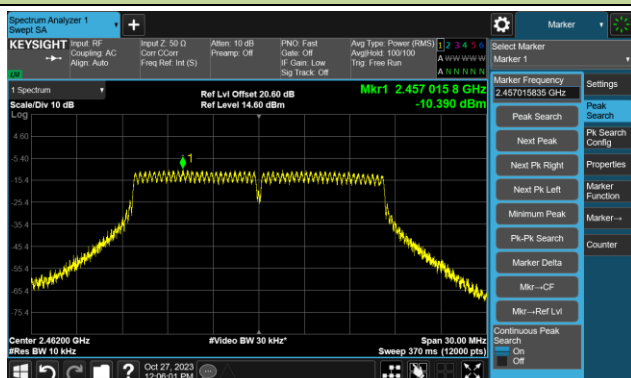 Spectrum Analyzer 1
Swept SA
+
Marker
KEYSIGHT
Input: RF
Coupling: AC
Align: Auto
Input Z: 50 Ω
Corr CCorr
Freq Ref: Int (S)
Atten: 10 dB
Preamp: Off
PNO: Fast
Gate: Off
IF Gain: Low
Sig Track: Off
Avg Type: Power (RMS)
Avg|Hold: 100/100
Trig: Free Run
1 2 3 4 5 6
A W W W W W
A N N N N N
LW
Select Marker
Marker 1
1 Spectrum
Scale/Div 10 dB
Log
Ref Lvl Offset 20.60 dB
Ref Level 14.60 dBm
Mkr1 2.457 015 8 GHz
-10.390 dBm
4.60
-5.40
-15.4
-25.4
-35.4
-45.4
-55.4
-65.4
-75.4
1
Center 2.46200 GHz
#Res BW 10 kHz
#Video BW 30 kHz*
Span 30.00 MHz
Sweep 370 ms (12000 pts)
Marker Frequency
2.457015835 GHz
Peak Search
Next Peak
Next Pk Right
Next Pk Left
Minimum Peak
Pk-Pk Search
Marker Delta
Mkr→CF
Mkr→Ref Lvl
Continuous Peak
Search
On
Off
Settings
Peak
Search
Pk Search
Config
Properties
Marker
Function
Marker→
Counter
?
Oct 27, 2023
12:06:01 PM